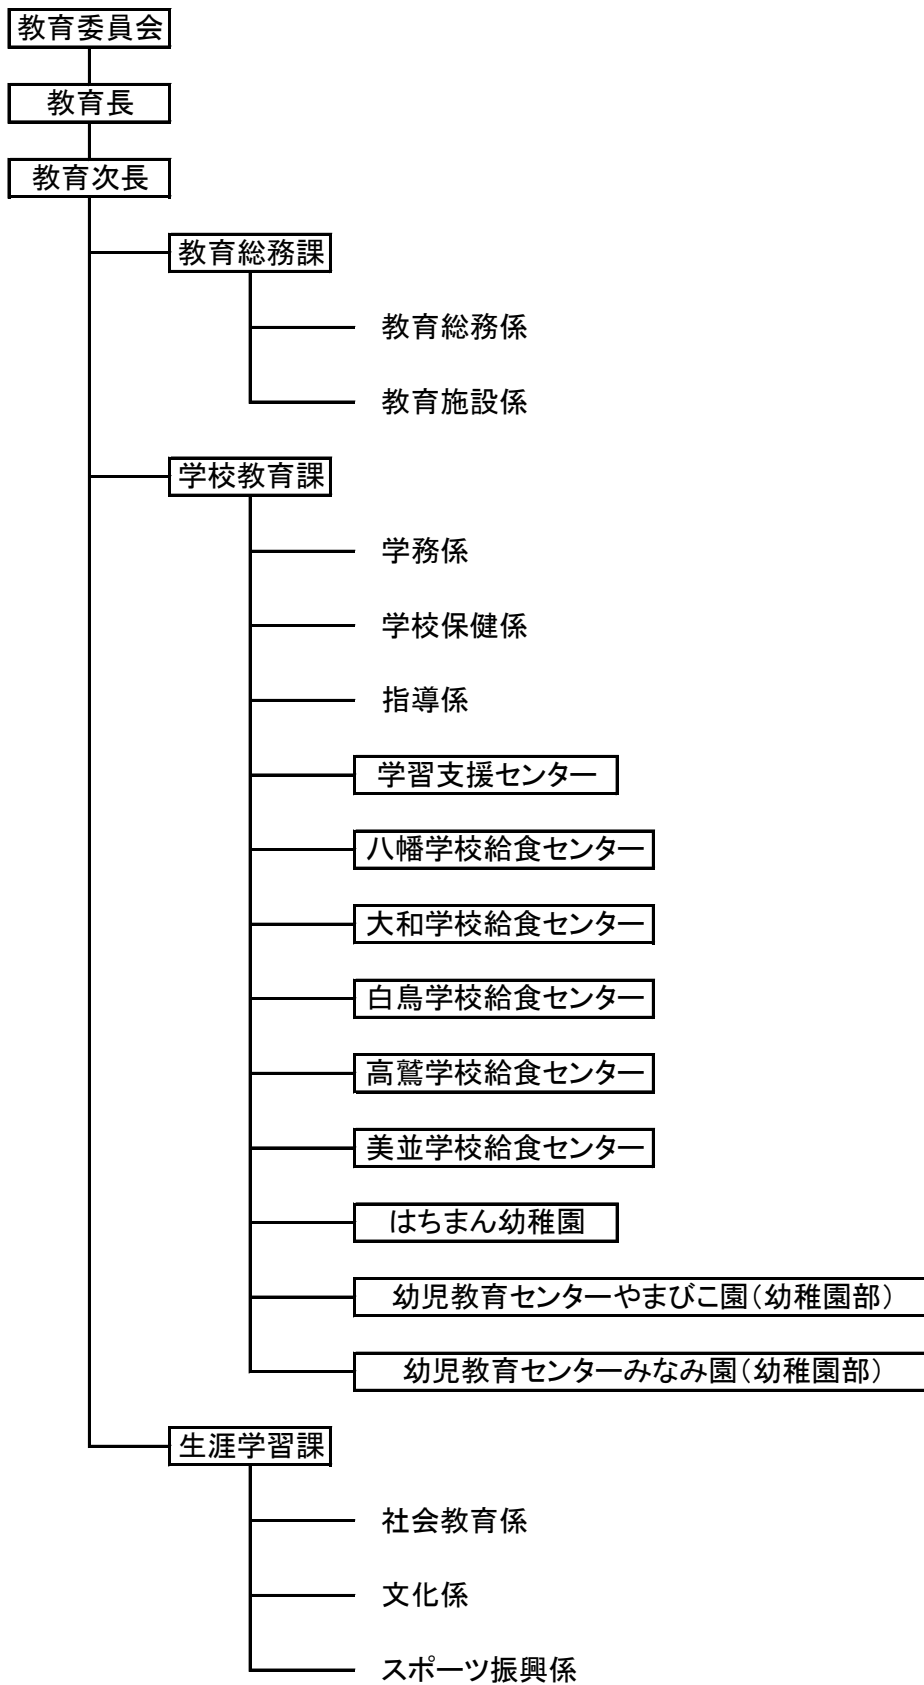 教育委員会
教育長
教育次長
教育総務課
教育総務係
教育施設係
学校教育課
学務係
学校保健係
指導係
学習支援センター
八幡学校給食センター
大和学校給食センター
白鳥学校給食センター
高鷲学校給食センター
美並学校給食センター
はちまん幼稚園
幼児教育センターやまびこ園(幼稚園部)
幼児教育センターみなみ園(幼稚園部)
生涯学習課
社会教育係
文化係
スポーツ振興係